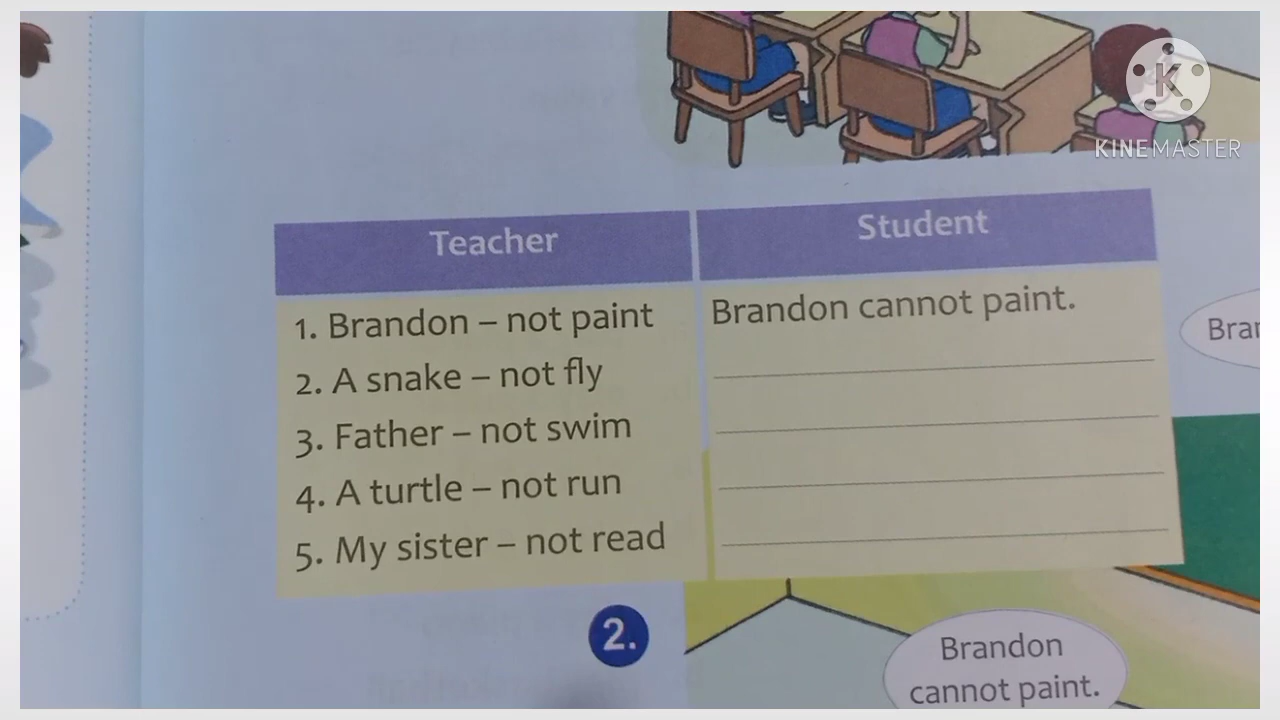 K
KINEMASTER
Teacher
Student
1. Brandon – not paint
Brandon cannot paint.
2. A snake – not fly
3. Father – not swim
4. A turtle – not run
5. My sister – not read
2.
Brandon
cannot paint.